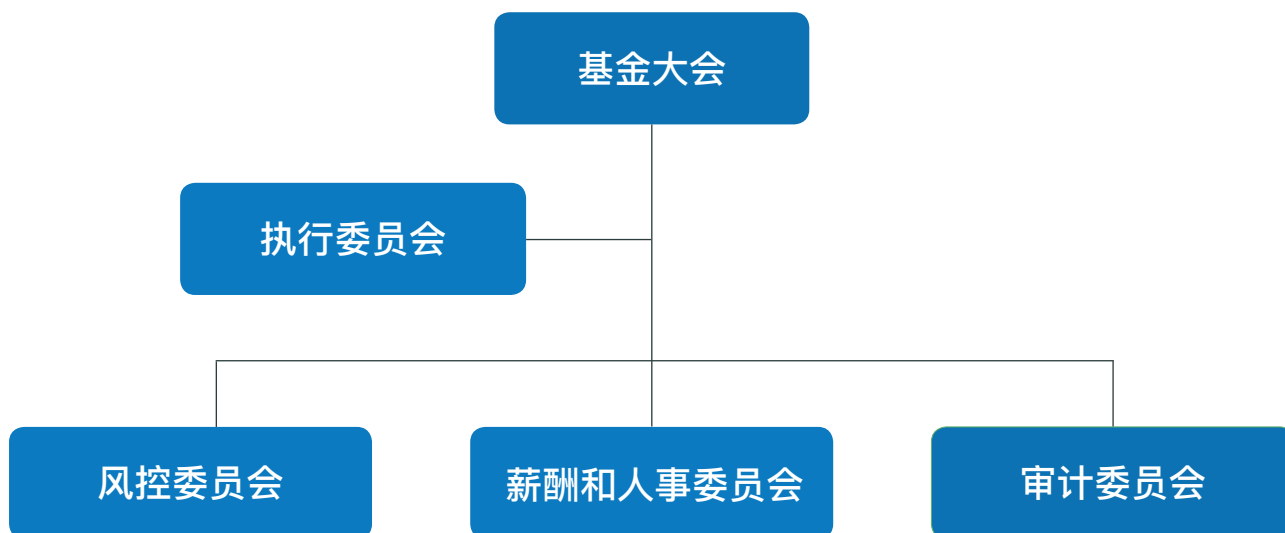 基金大会
执行委员会
风控委员会
薪酬和人事委员会
审计委员会